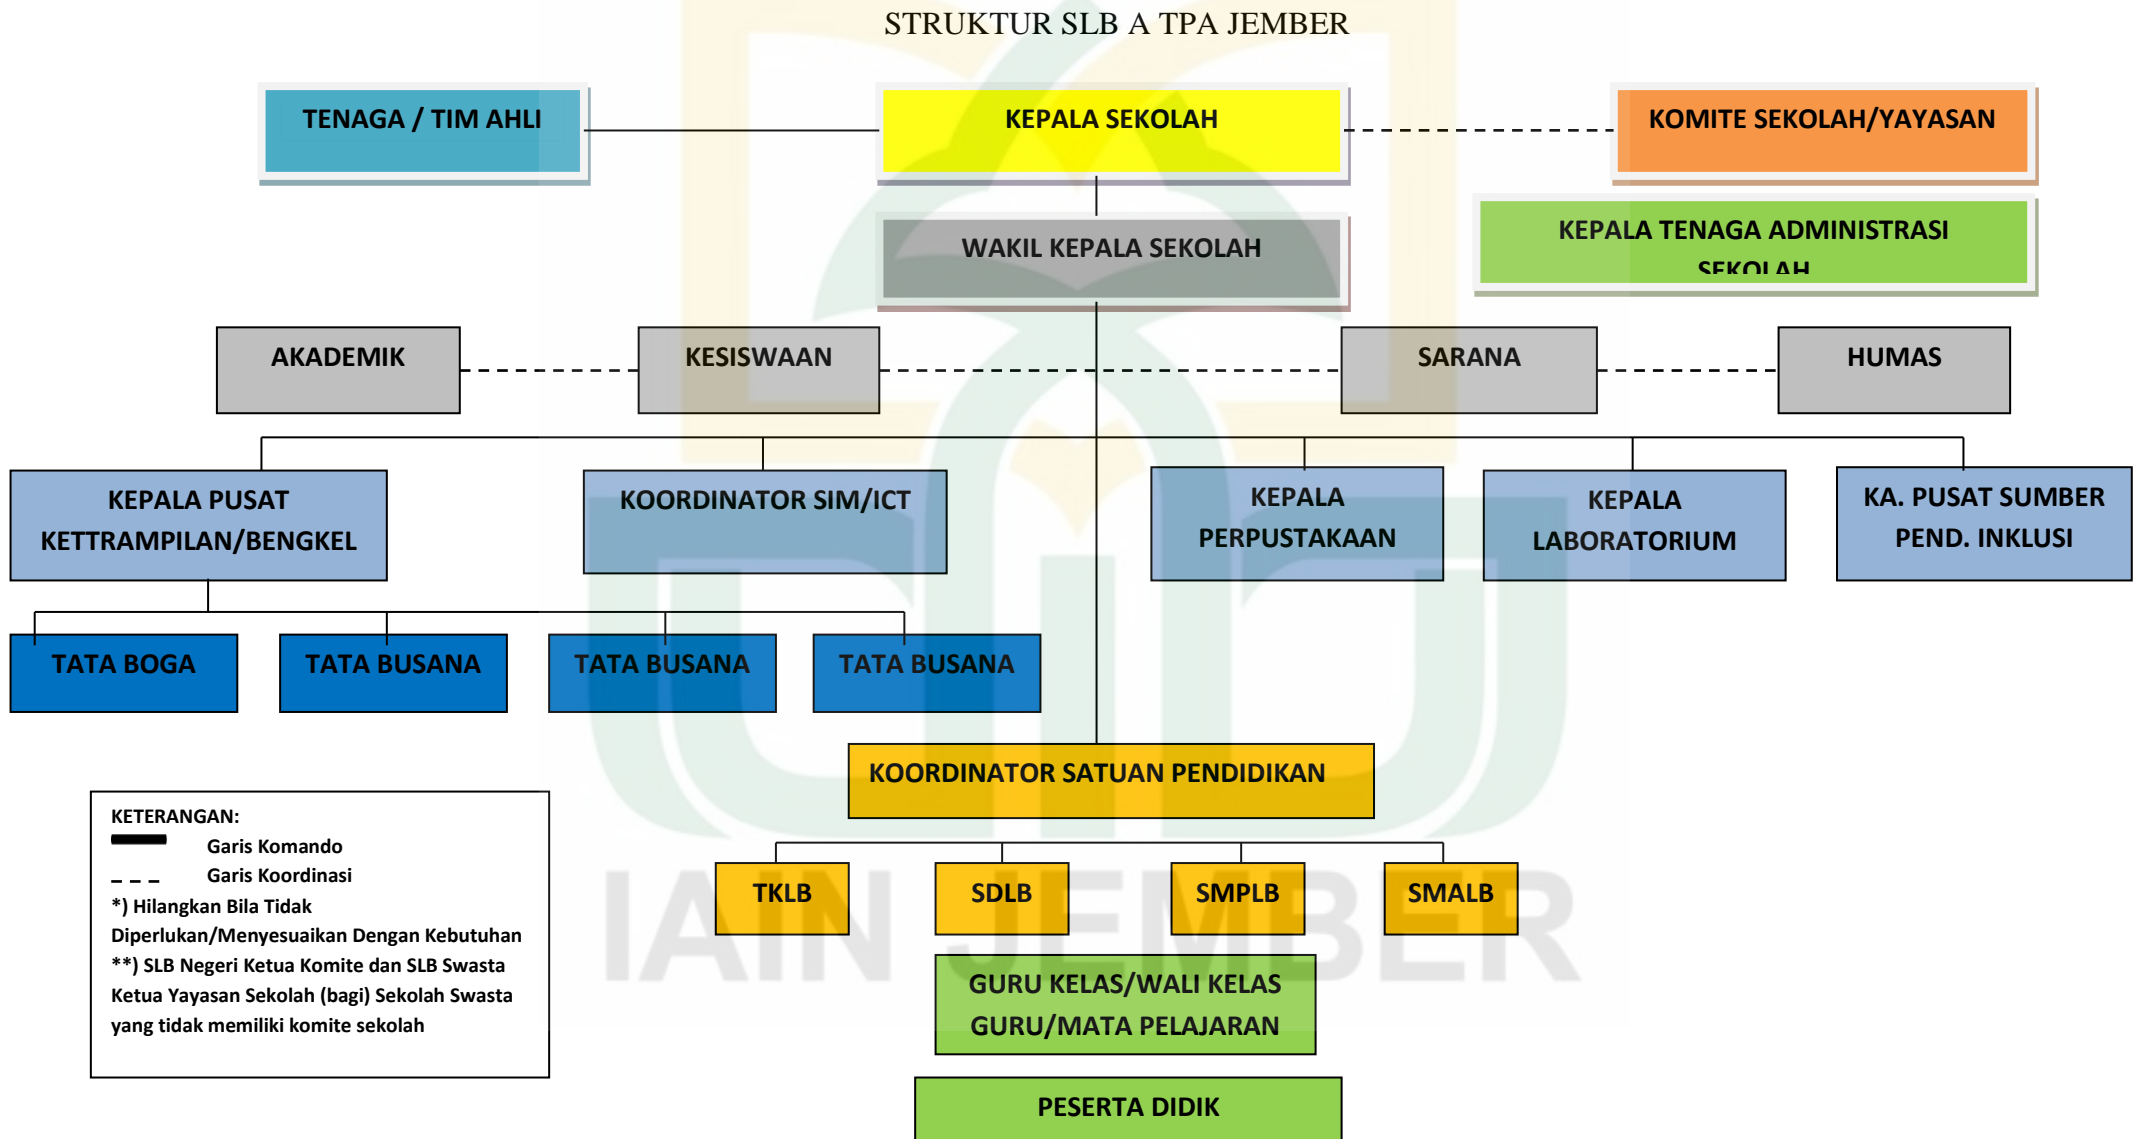 STRUKTUR SLB A TPA JEMBER
TENAGA / TIM AHLI
KEPALA SEKOLAH
KOMITE SEKOLAH/YAYASAN
WAKIL KEPALA SEKOLAH
KEPALA TENAGA ADMINISTRASI
SEKOLAH
AKADEMIK
KESISWAAN
SARANA
HUMAS
KEPALA PUSAT
KETTRAMPILAN/BENGKEL
KOORDINATOR SIM/ICT
KEPALA
PERPUSTAKAAN
KEPALA
LABORATORIUM
KA. PUSAT SUMBER
PEND. INKLUSI
TATA BOGA
TATA BUSANA
TATA BUSANA
TATA BUSANA
KOORDINATOR SATUAN PENDIDIKAN
KETERANGAN:
Garis Komando
Garis Koordinasi
*) Hilangkan Bila Tidak
Diperlukan/Menyesuaikan Dengan Kebutuhan
**) SLB Negeri Ketua Komite dan SLB Swasta
Ketua Yayasan Sekolah (bagi) Sekolah Swasta
yang tidak memiliki komite sekolah
TKLB
SDLB
SMPLB
SMALB
IAIN JEMBER
GURU KELAS/WALI KELAS
GURU/MATA PELAJARAN
PESERTA DIDIK